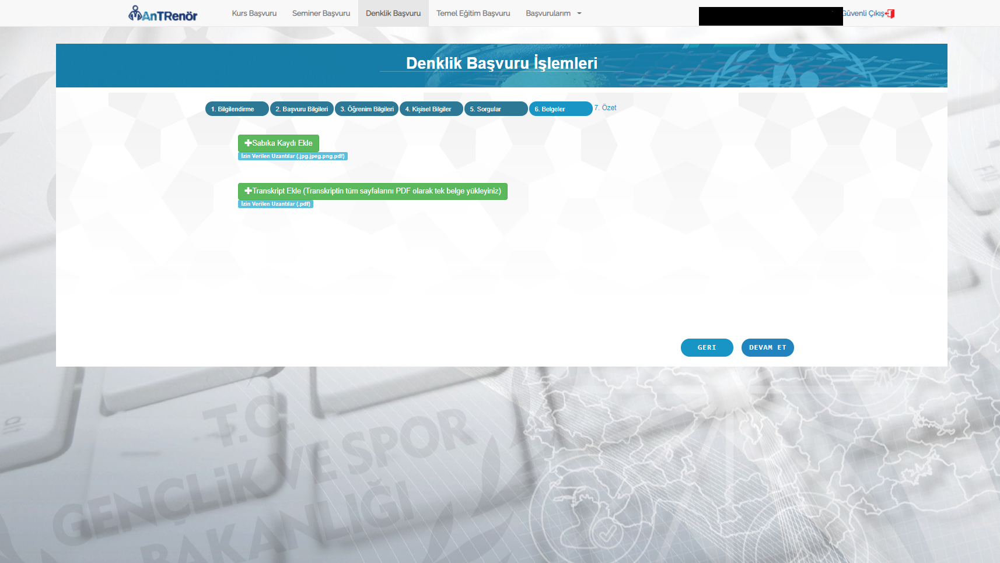 AnTRenör
Kurs Başvuru
Seminer Başvuru
Denklik Başvuru
Temel Eğitim Başvuru
Başvurularım
Güvenli Çıkış
Denklik Başvuru İşlemleri
1. Bilgilendirme
2. Başvuru Bilgileri
3. Öğrenim Bilgileri
4. Kişisel Bilgiler
5. Sorgular
6. Belgeler
7. Özet
Sabıka Kaydı Ekle
İzin Verilen Uzantılar (.jpg.jpeg.png.pdf)
Transkript Ekle (Transkriptin tüm sayfalarını PDF olarak tek belge yükleyiniz)
İzin Verilen Uzantılar (.pdf)
GERI
DEVAM ET
T.C.
GENÇLİK VE SPOR
BAKANLIĞI